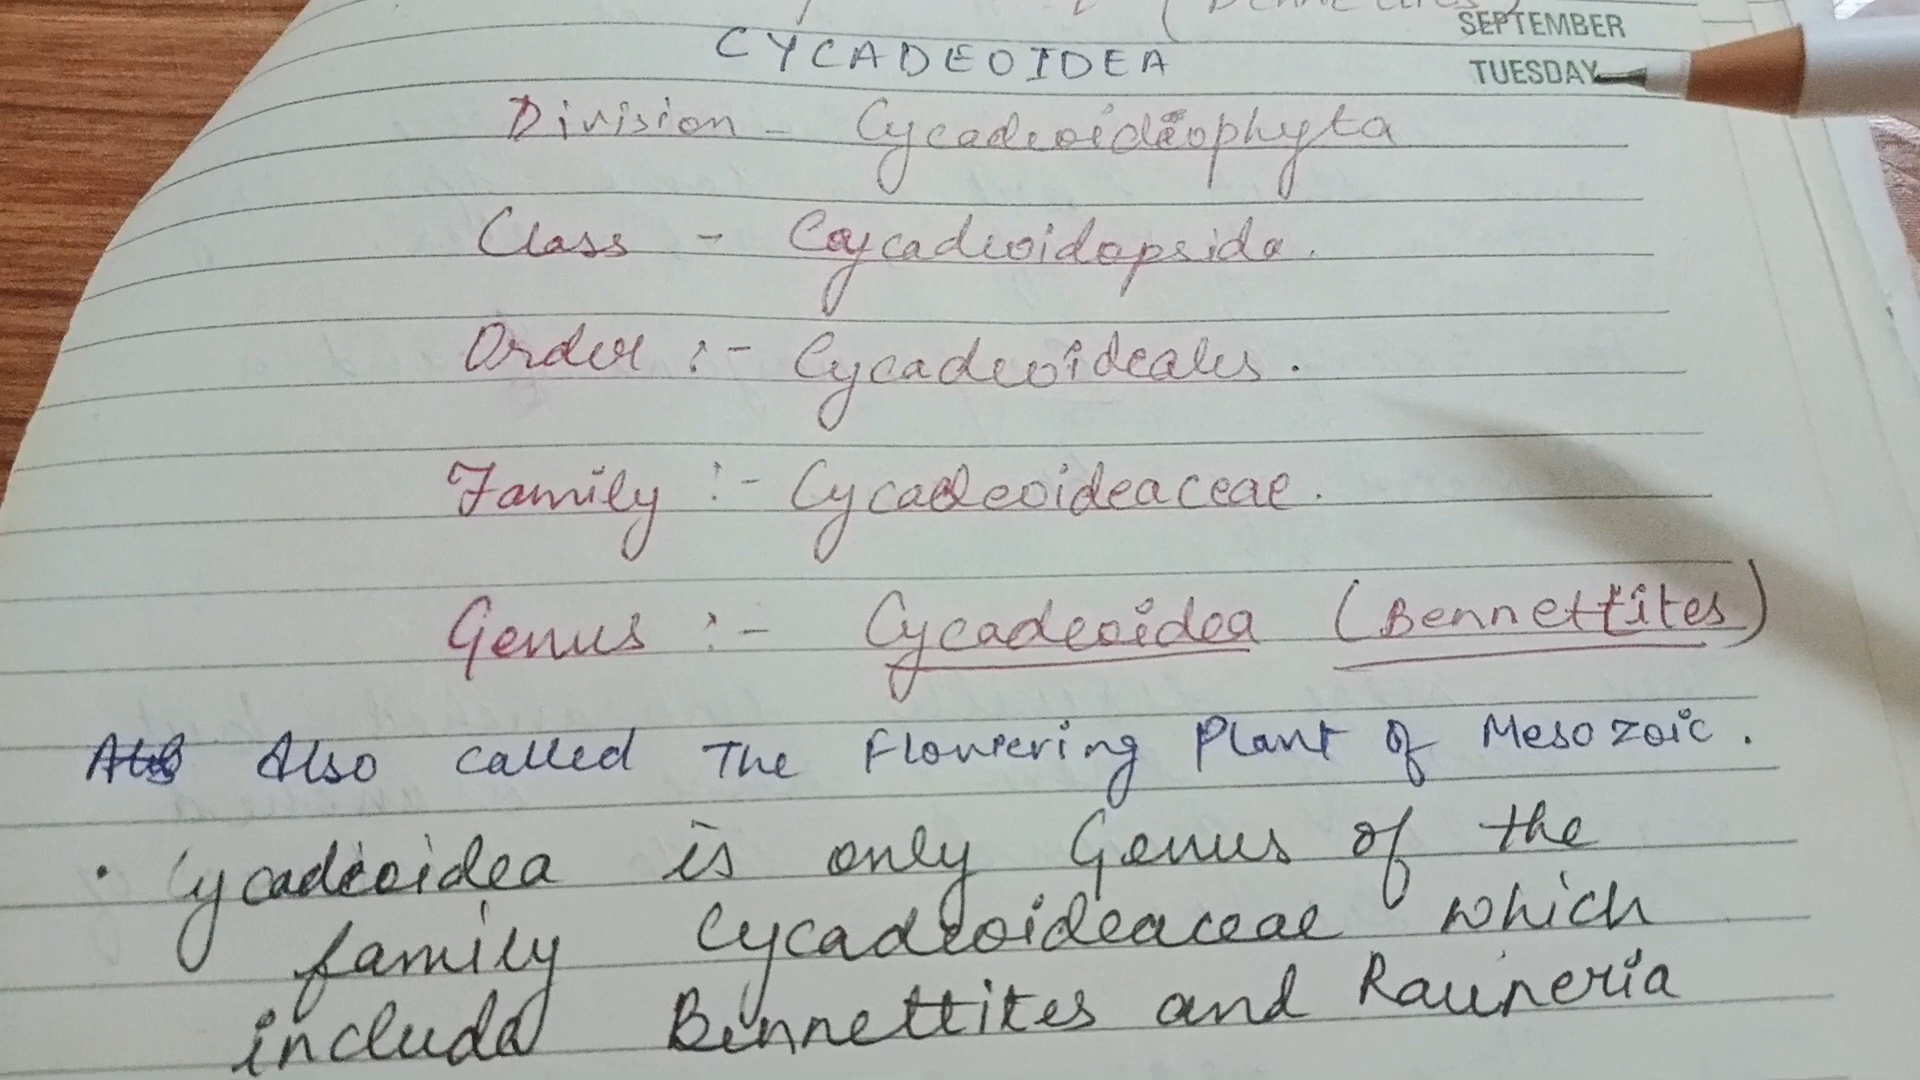 SEPTEMBER
CYCADEOIDEA
TUESDAY
Division - Cycadeoideophyta
Class - Cycadeoidopsida.
Order :- Cycadeoideales.
Family :- Cycadeoideaceae.
Genus :- Cycadeoidea (Bennettites)
Also called The Flowering Plant of Mesozoic.
• Cycadeoidea is only Genus of the
family Cycadeoideaceae which
include Bennettites and Raumeria